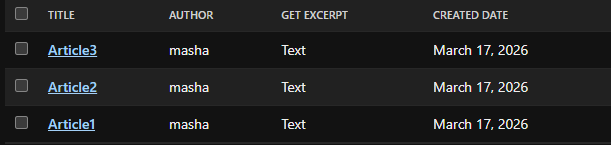 TITLE AUTHOR GET EXCERPT CREATED DATE
Article3 masha Text March 17, 2026
Article2 masha Text March 17, 2026
Article1 masha Text March 17, 2026